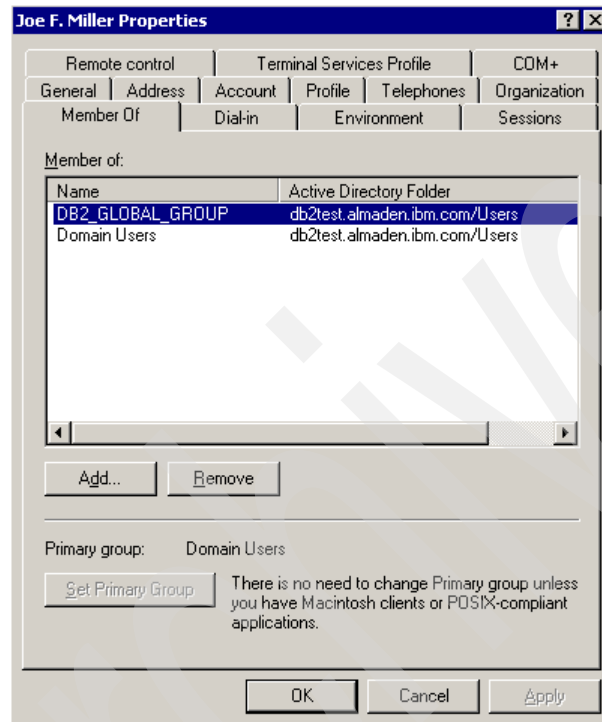 Joe F. Miller Properties
Remote control Terminal Services Profile COM+
General Address Account Profile Telephones Organization
Member Of Dial-in Environment Sessions
Member of:
Name Active Directory Folder
DB2_GLOBAL_GROUP db2test.almaden.ibm.com/Users
Domain Users db2test.almaden.ibm.com/Users
Add... Remove
Primary group: Domain Users
Set Primary Group
There is no need to change Primary group unless
you have Macintosh clients or POSIX-compliant
applications.
OK Cancel Apply